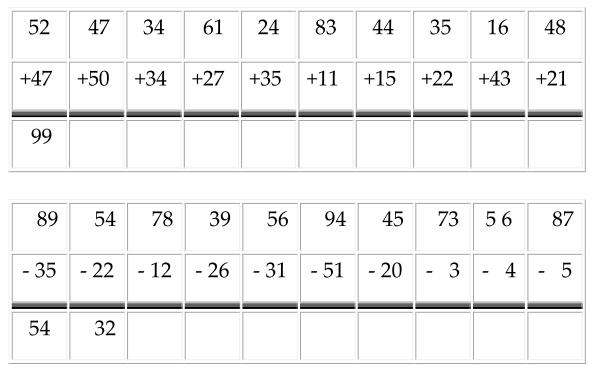 52 47 34 61 24 83 44 35 16 48
+47 +50 +34 +27 +35 +11 +15 +22 +43 +21
99
89 54 78 39 56 94 45 73 5 6 87
- 35 - 22 - 12 - 26 - 31 - 51 - 20 - 3 - 4 - 5
54 32